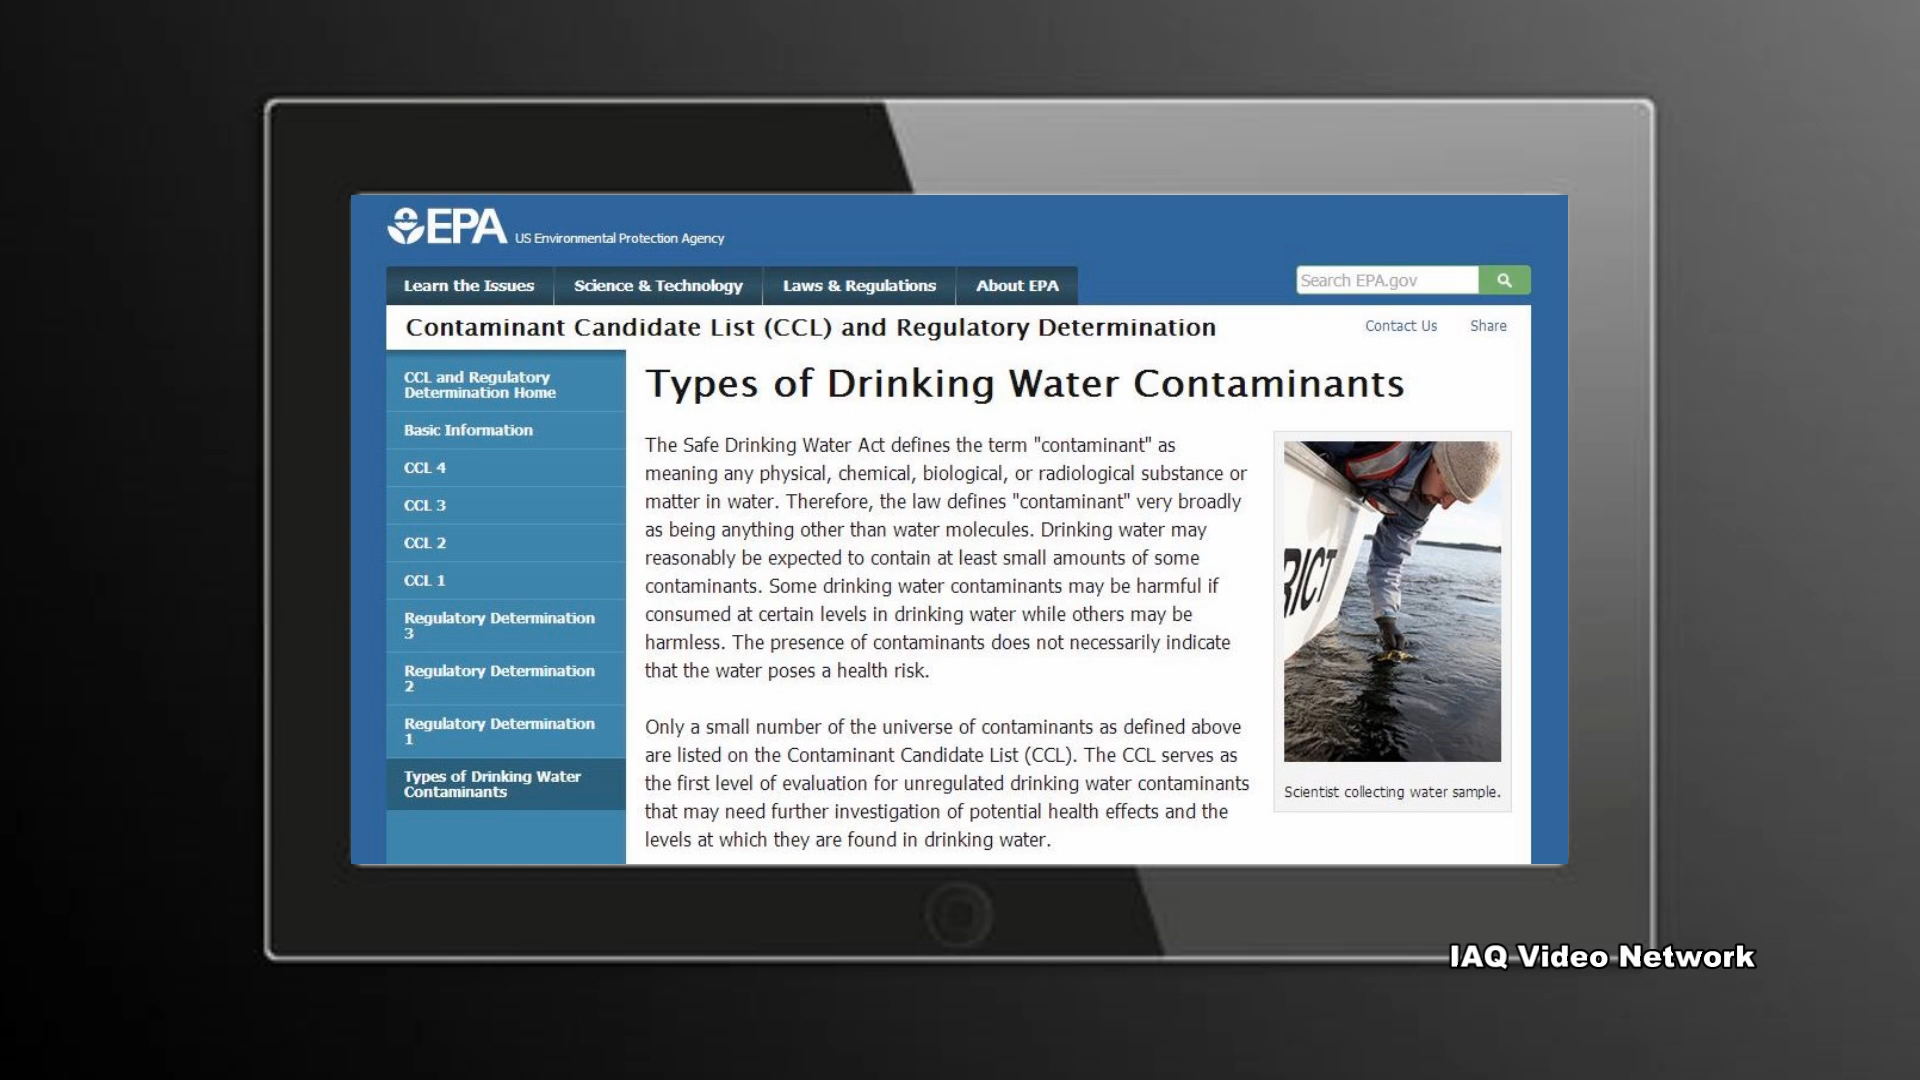 EPA US Environmental Protection Agency
Learn the Issues
Science & Technology
Laws & Regulations
About EPA
Search EPA.gov
Contaminant Candidate List (CCL) and Regulatory Determination
Contact Us
Share
CCL and Regulatory
Determination Home
Basic Information
CCL 4
CCL 3
CCL 2
CCL 1
Regulatory Determination
3
Regulatory Determination
2
Regulatory Determination
1
Types of Drinking Water
Contaminants
Types of Drinking Water Contaminants
The Safe Drinking Water Act defines the term "contaminant" as
meaning any physical, chemical, biological, or radiological substance or
matter in water. Therefore, the law defines "contaminant" very broadly
as being anything other than water molecules. Drinking water may
reasonably be expected to contain at least small amounts of some
contaminants. Some drinking water contaminants may be harmful if
consumed at certain levels in drinking water while others may be
harmless. The presence of contaminants does not necessarily indicate
that the water poses a health risk.
Only a small number of the universe of contaminants as defined above
are listed on the Contaminant Candidate List (CCL). The CCL serves as
the first level of evaluation for unregulated drinking water contaminants
that may need further investigation of potential health effects and the
levels at which they are found in drinking water.
RICT
Scientist collecting water sample.
IAQ Video Network